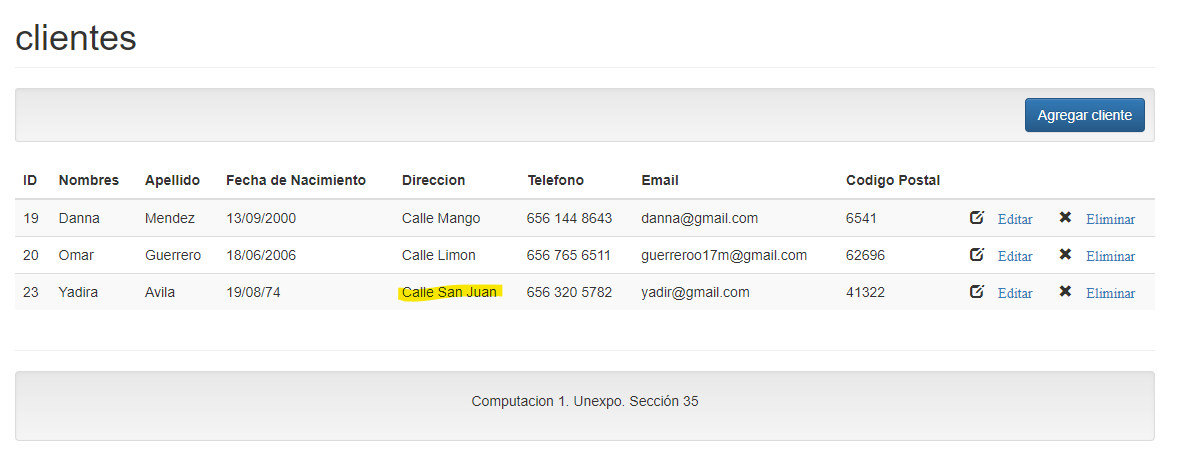 clientes
Agregar cliente
ID Nombres Apellido Fecha de Nacimiento Direccion Telefono Email Codigo Postal
19 Danna Mendez 13/09/2000 Calle Mango 656 144 8643 danna@gmail.com 6541 Editar Eliminar
20 Omar Guerrero 18/06/2006 Calle Limon 656 765 6511 guerreroo17m@gmail.com 62696 Editar Eliminar
23 Yadira Avila 19/08/74 Calle San Juan 656 320 5782 yadir@gmail.com 41322 Editar Eliminar
Computacion 1. Unexpo. Sección 35